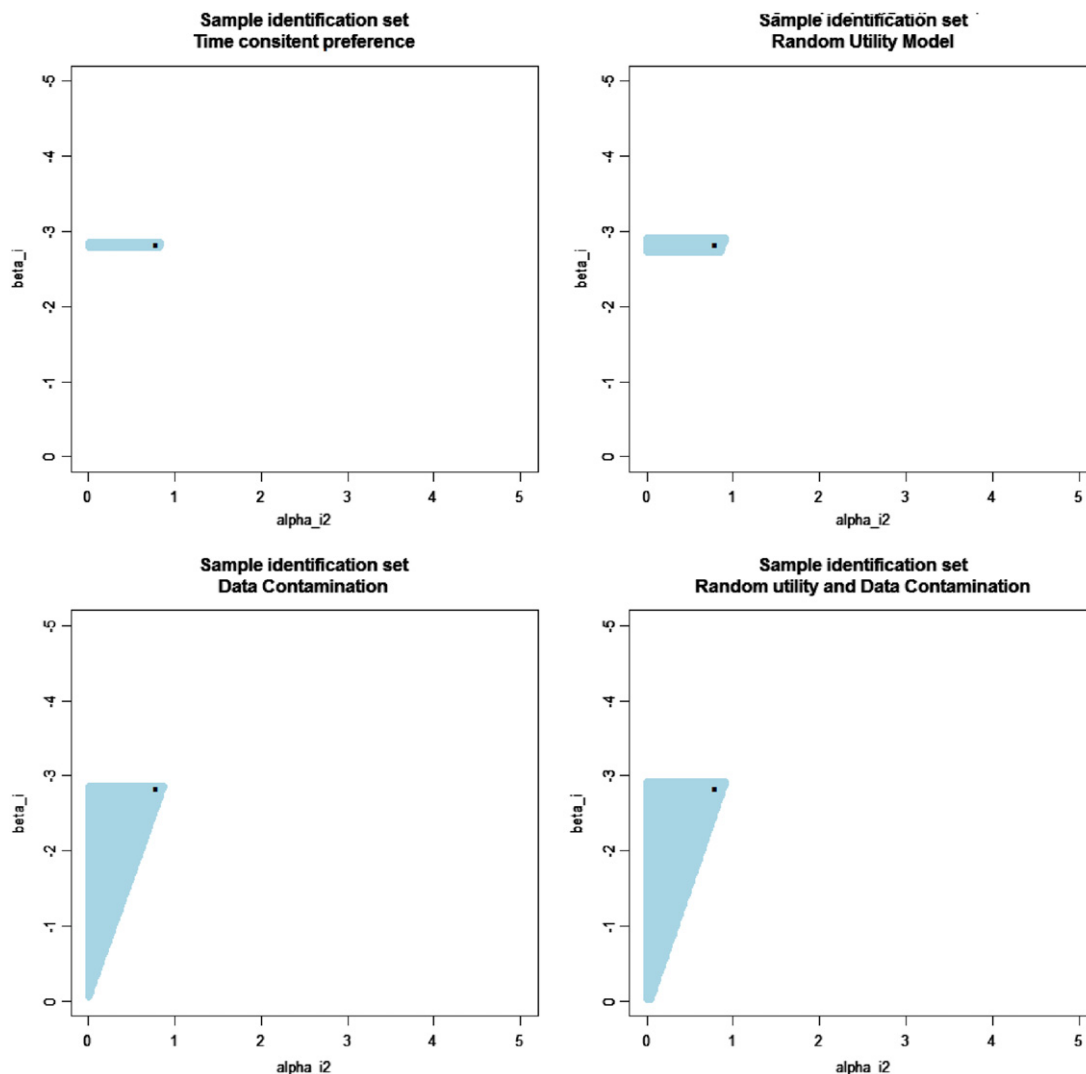 Sample identification set
Time consitent preference
-5
-4
-3
-2
-1
0
beta_i
0 1 2 3 4 5
alpha_i2
Sample identification set
Random Utility Model
-5
-4
-3
-2
-1
0
beta_i
0 1 2 3 4 5
alpha_i2
Sample identification set
Data Contamination
-5
-4
-3
-2
-1
0
beta_i
0 1 2 3 4 5
alpha_i2
Sample identification set
Random utility and Data Contamination
-5
-4
-3
-2
-1
0
beta_i
0 1 2 3 4 5
alpha_i2